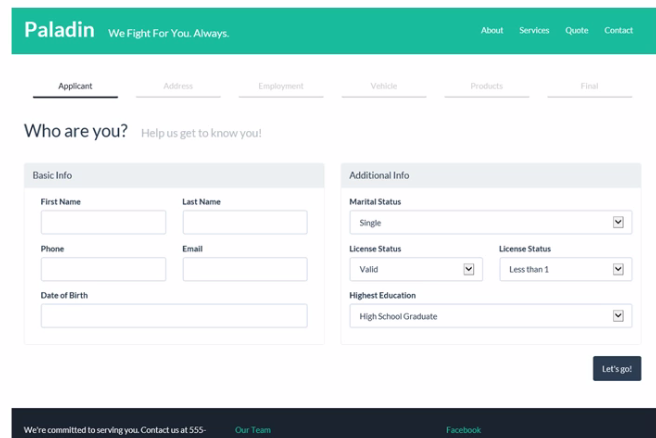 Paladin We Fight For You. Always. About Services Quote Contact
Applicant Address Employment Vehicle Products Final
Who are you? Help us get to know you!
Basic Info
First Name Last Name
Phone Email
Date of Birth
Additional Info
Marital Status
Single
License Status License Status
Valid Less than 1
Highest Education
High School Graduate
Let's go!
We're committed to serving you. Contact us at 555- Our Team Facebook